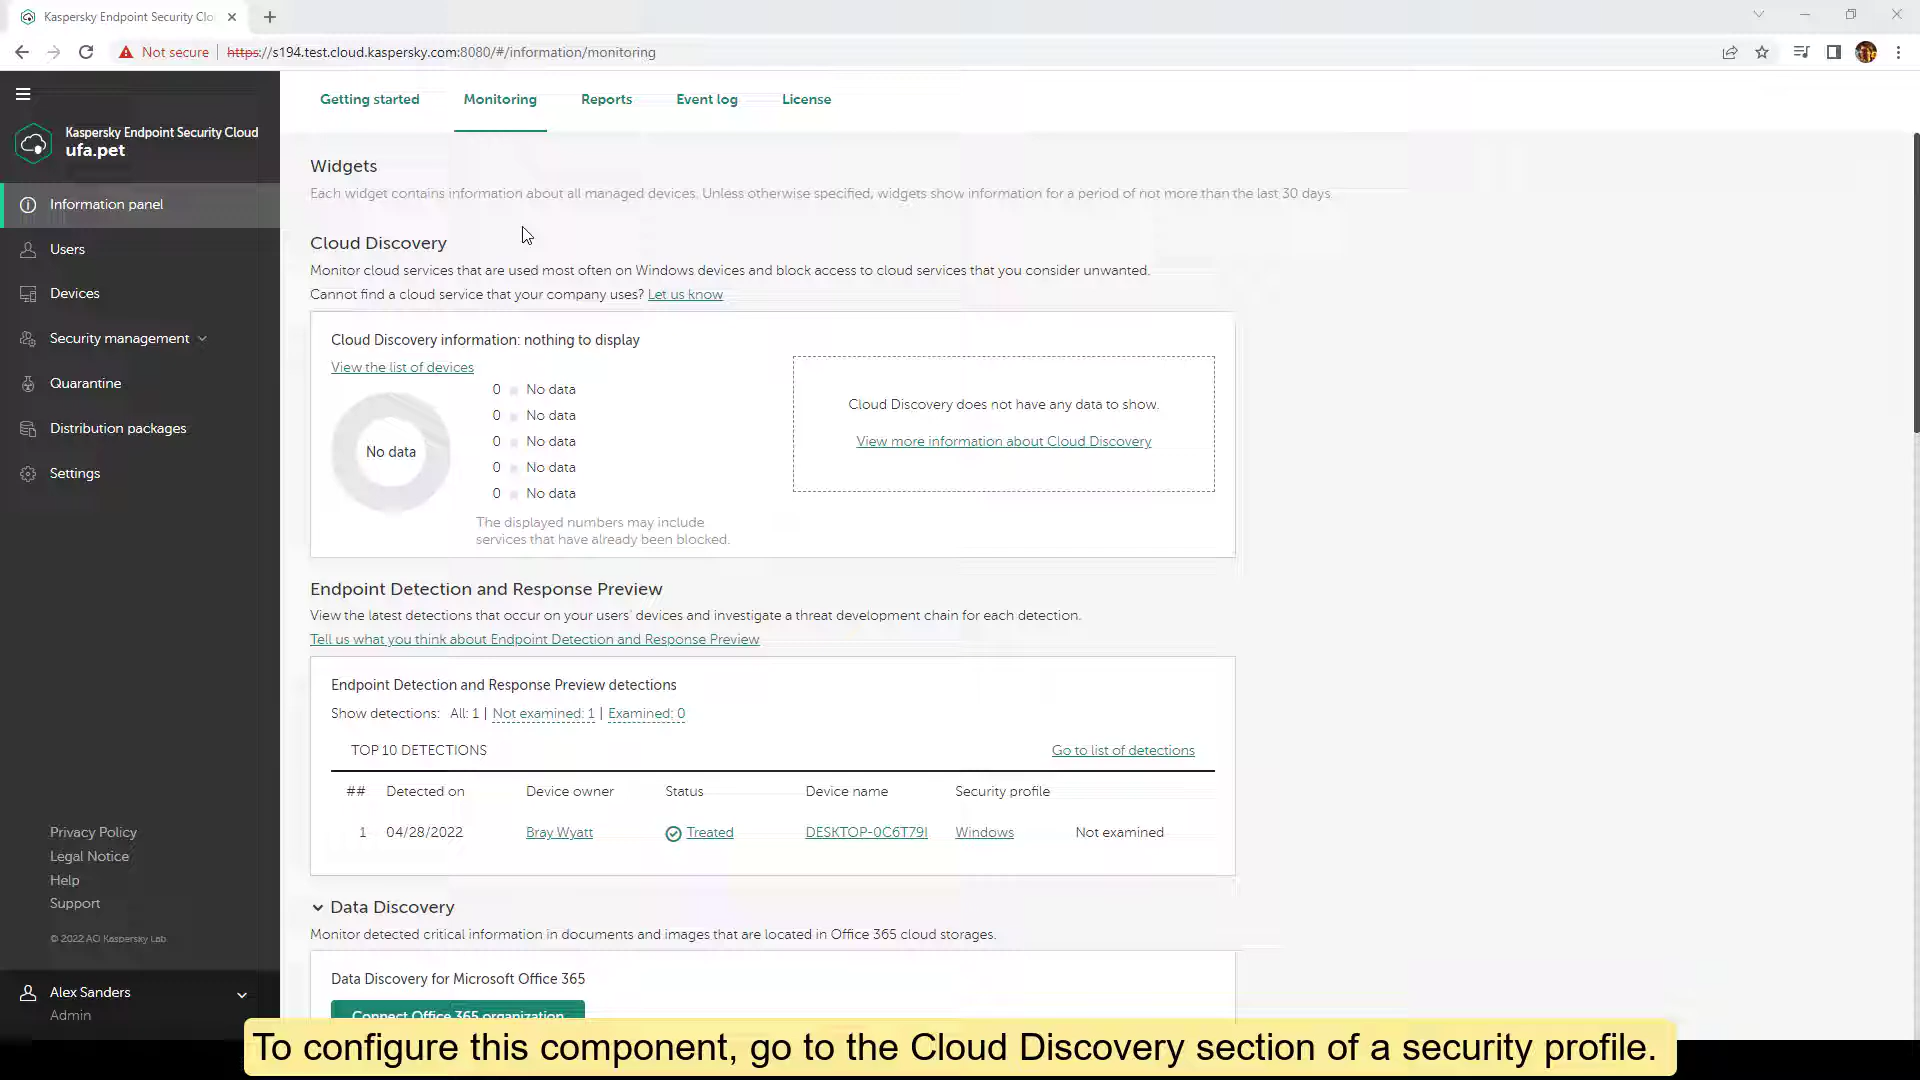 Kaspersky Endpoint Security Clo
Not secure
https://s194.test.cloud.kaspersky.com:8080/#/information/monitoring
Kaspersky Endpoint Security Cloud
ufa.pet
Information panel
Users
Devices
Security management
Quarantine
Distribution packages
Settings
Privacy Policy
Legal Notice
Help
Support
© 2022 AO Kaspersky Lab
Alex Sanders
Admin
Getting started Monitoring Reports Event log License
Widgets
Each widget contains information about all managed devices. Unless otherwise specified, widgets show information for a period of not more than the last 30 days
Cloud Discovery
Monitor cloud services that are used most often on Windows devices and block access to cloud services that you consider unwanted.
Cannot find a cloud service that your company uses? Let us know
Cloud Discovery information: nothing to display
View the list of devices
No data
0 No data
0 No data
0 No data
0 No data
0 No data
The displayed numbers may include
services that have already been blocked.
Cloud Discovery does not have any data to show.
View more information about Cloud Discovery
Endpoint Detection and Response Preview
View the latest detections that occur on your users' devices and investigate a threat development chain for each detection.
Tell us what you think about Endpoint Detection and Response Preview
Endpoint Detection and Response Preview detections
Show detections: All: 1 | Not examined: 1 | Examined: 0
TOP 10 DETECTIONS Go to list of detections
## Detected on Device owner Status Device name Security profile
1 04/28/2022 Bray Wyatt Treated DESKTOP-0C6T79I Windows Not examined
Data Discovery
Monitor detected critical information in documents and images that are located in Office 365 cloud storages.
Data Discovery for Microsoft Office 365
Connect Office 365 organization
To configure this component, go to the Cloud Discovery section of a security profile.